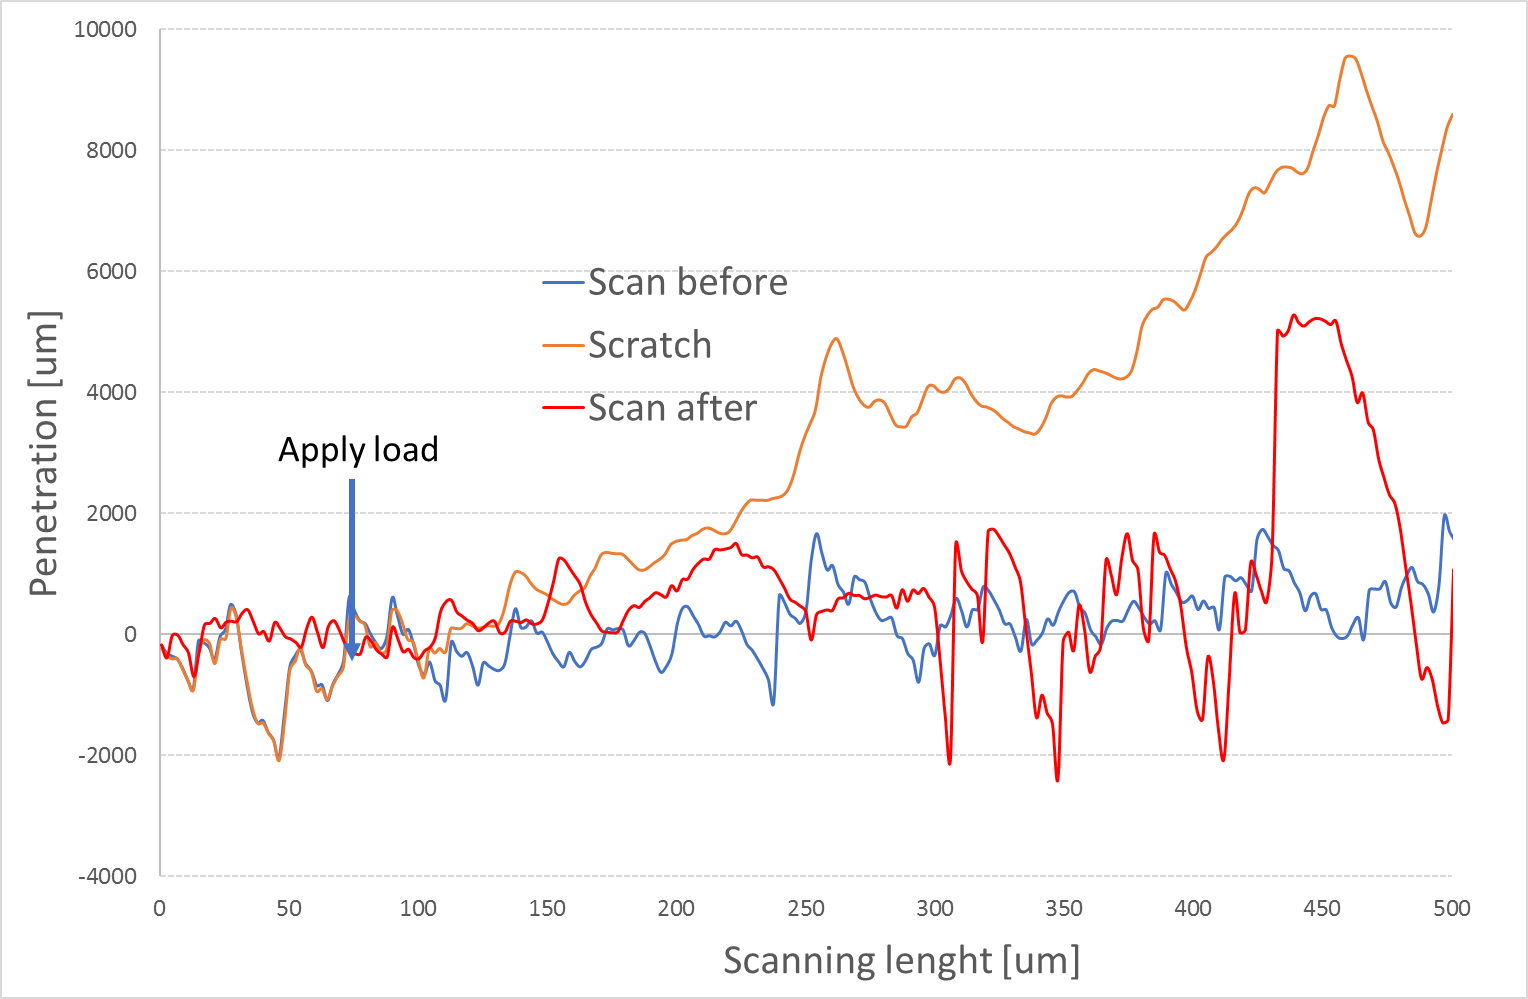 10000
8000
6000
4000
2000
0
-2000
-4000
Penetration [um]
Scan before
Scratch
Scan after
Apply load
0 50 100 150 200 250 300 350 400 450 500
Scanning lenght [um]